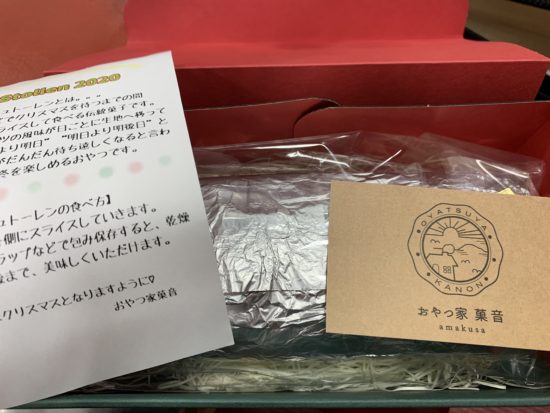 Stollen 2020
ュトーレンとは。。。
でクリスマスを待つまでの間
スライスして食べる伝統菓子です。
ツの風味が日ごとに生地へ移って
より明日" "明日より明後日"と
がだんだん待ち遠しくなると言わ
冬を楽しめるおやつです。
ュトーレンの食べ方】
側にスライスしていきます。
ラップなどで包み保存すると、乾燥
まで、美味しくいただけます。
クリスマスとなりますように♡
おやつ家菓音
OYATSUYA
KANON
おやつ家 菓音
amakusa